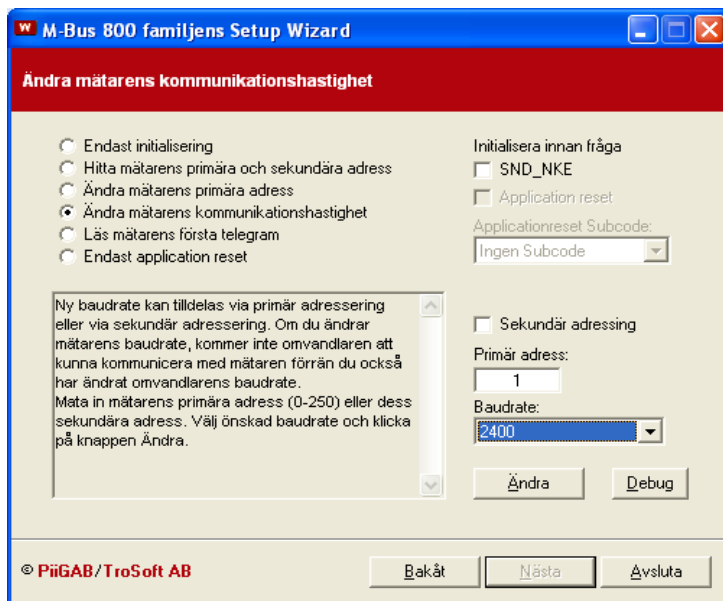 M-Bus 800 familjens Setup Wizard
Ändra mätarens kommunikationshastighet
Endast initialisering
Hitta mätarens primära och sekundära adress
Ändra mätarens primära adress
Ändra mätarens kommunikationshastighet
Läs mätarens första telegram
Endast application reset
Initialisera innan fråga
SND_NKE
Application reset
Applicationreset Subcode:
Ingen Subcode
Ny baudrate kan tilldelas via primär adressering
eller via sekundär adressering. Om du ändrar
mätarens baudrate, kommer inte omvandlaren att
kunna kommunicera med mätaren förrän du också
har ändrat omvandlarens baudrate.
Mata in mätarens primära adress (0-250) eller dess
sekundära adress. Välj önskad baudrate och klicka
på knappen Ändra.
Sekundär adressing
Primär adress:
1
Baudrate:
2400
Ändra
Debug
© PiiGAB/TroSoft AB
Bakåt
Nästa
Avsluta